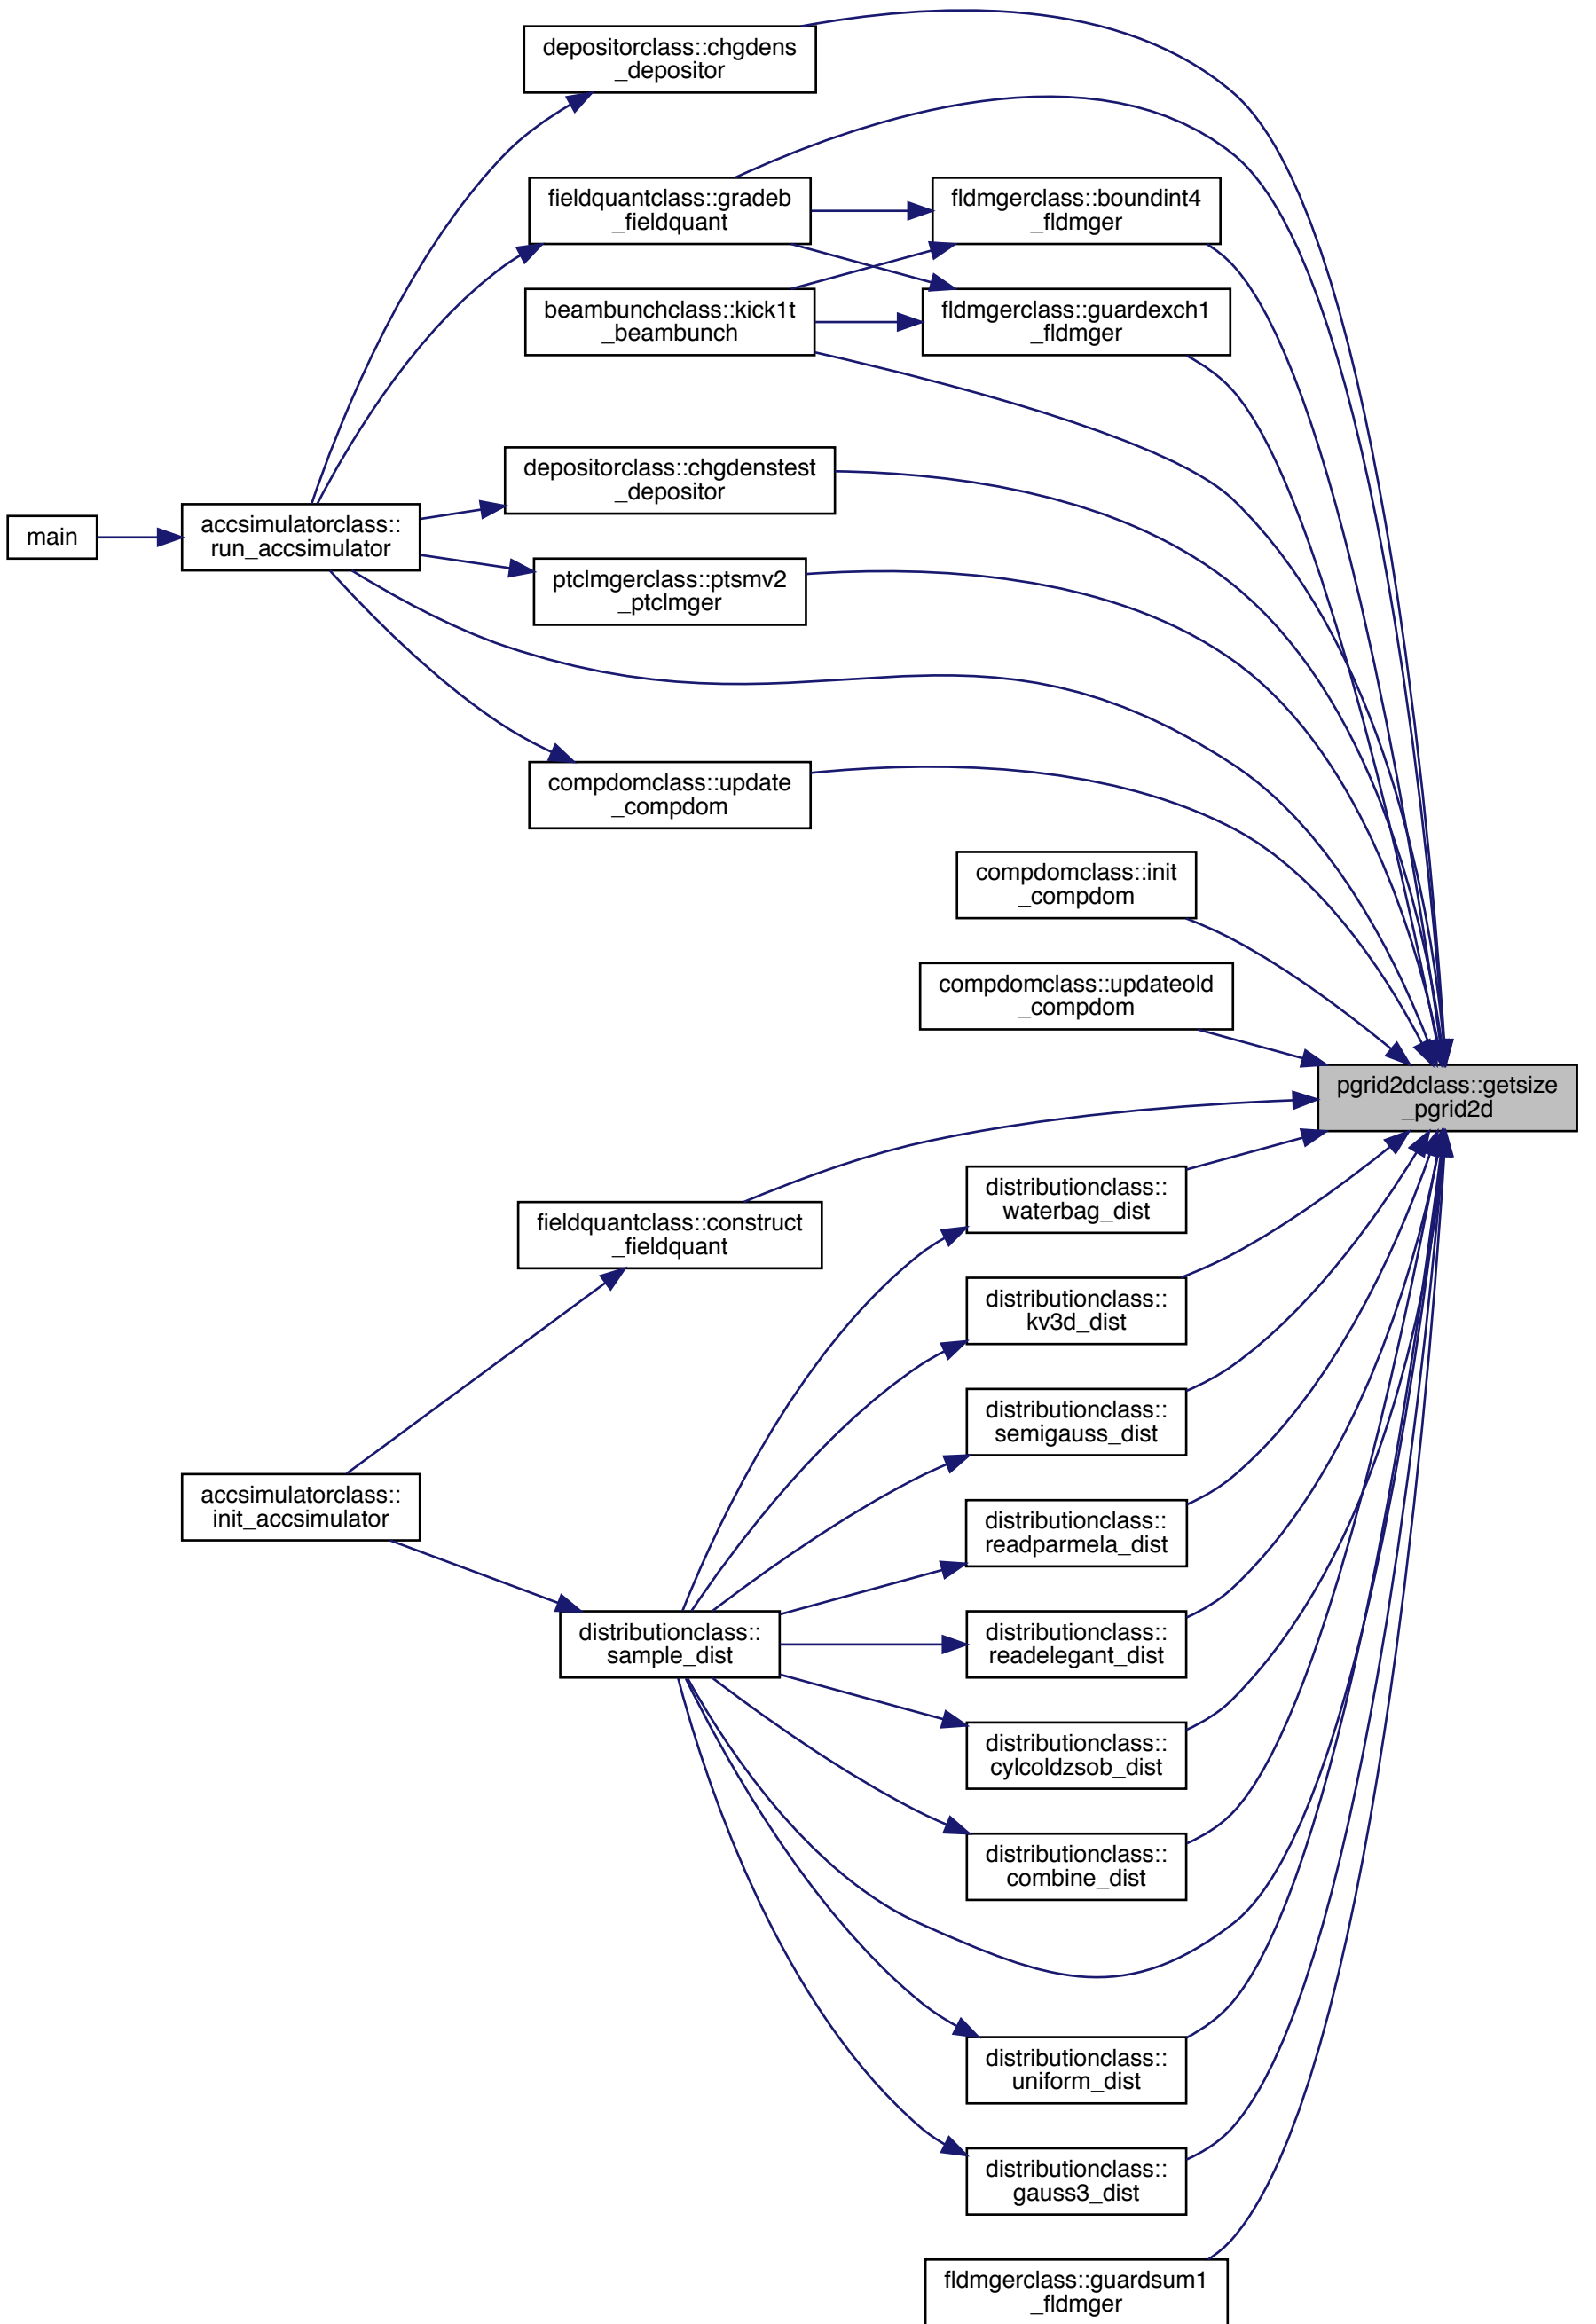 depositorclass::chgdens
_depositor
fieldquantclass::gradeb
_fieldquant
fldmgerclass::boundint4
_fldmger
beambunchclass::kick1t
_beambunch
fldmgerclass::guardexch1
_fldmger
depositorclass::chgdenstest
_depositor
main
accsimulatorclass::
run_accsimulator
ptclmgerclass::ptsmv2
_ptclmger
compdomclass::update
_compdom
compdomclass::init
_compdom
compdomclass::updateold
_compdom
pgrid2dclass::getsize
_pgrid2d
distributionclass::
waterbag_dist
fieldquantclass::construct
_fieldquant
distributionclass::
kv3d_dist
distributionclass::
semigauss_dist
accsimulatorclass::
init_accsimulator
distributionclass::
readparmela_dist
distributionclass::
sample_dist
distributionclass::
readelegant_dist
distributionclass::
cylcoldzsob_dist
distributionclass::
combine_dist
distributionclass::
uniform_dist
distributionclass::
gauss3_dist
fldmgerclass::guardsum1
_fldmger